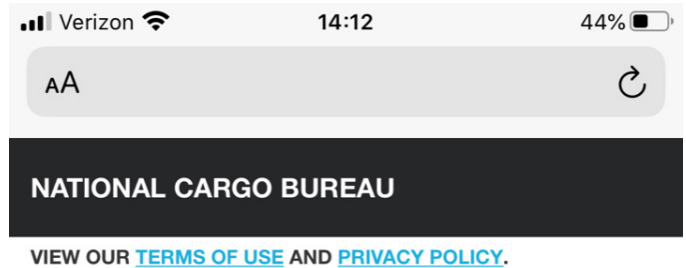 Verizon 14:12 44%
AA
NATIONAL CARGO BUREAU
VIEW OUR TERMS OF USE AND PRIVACY POLICY.